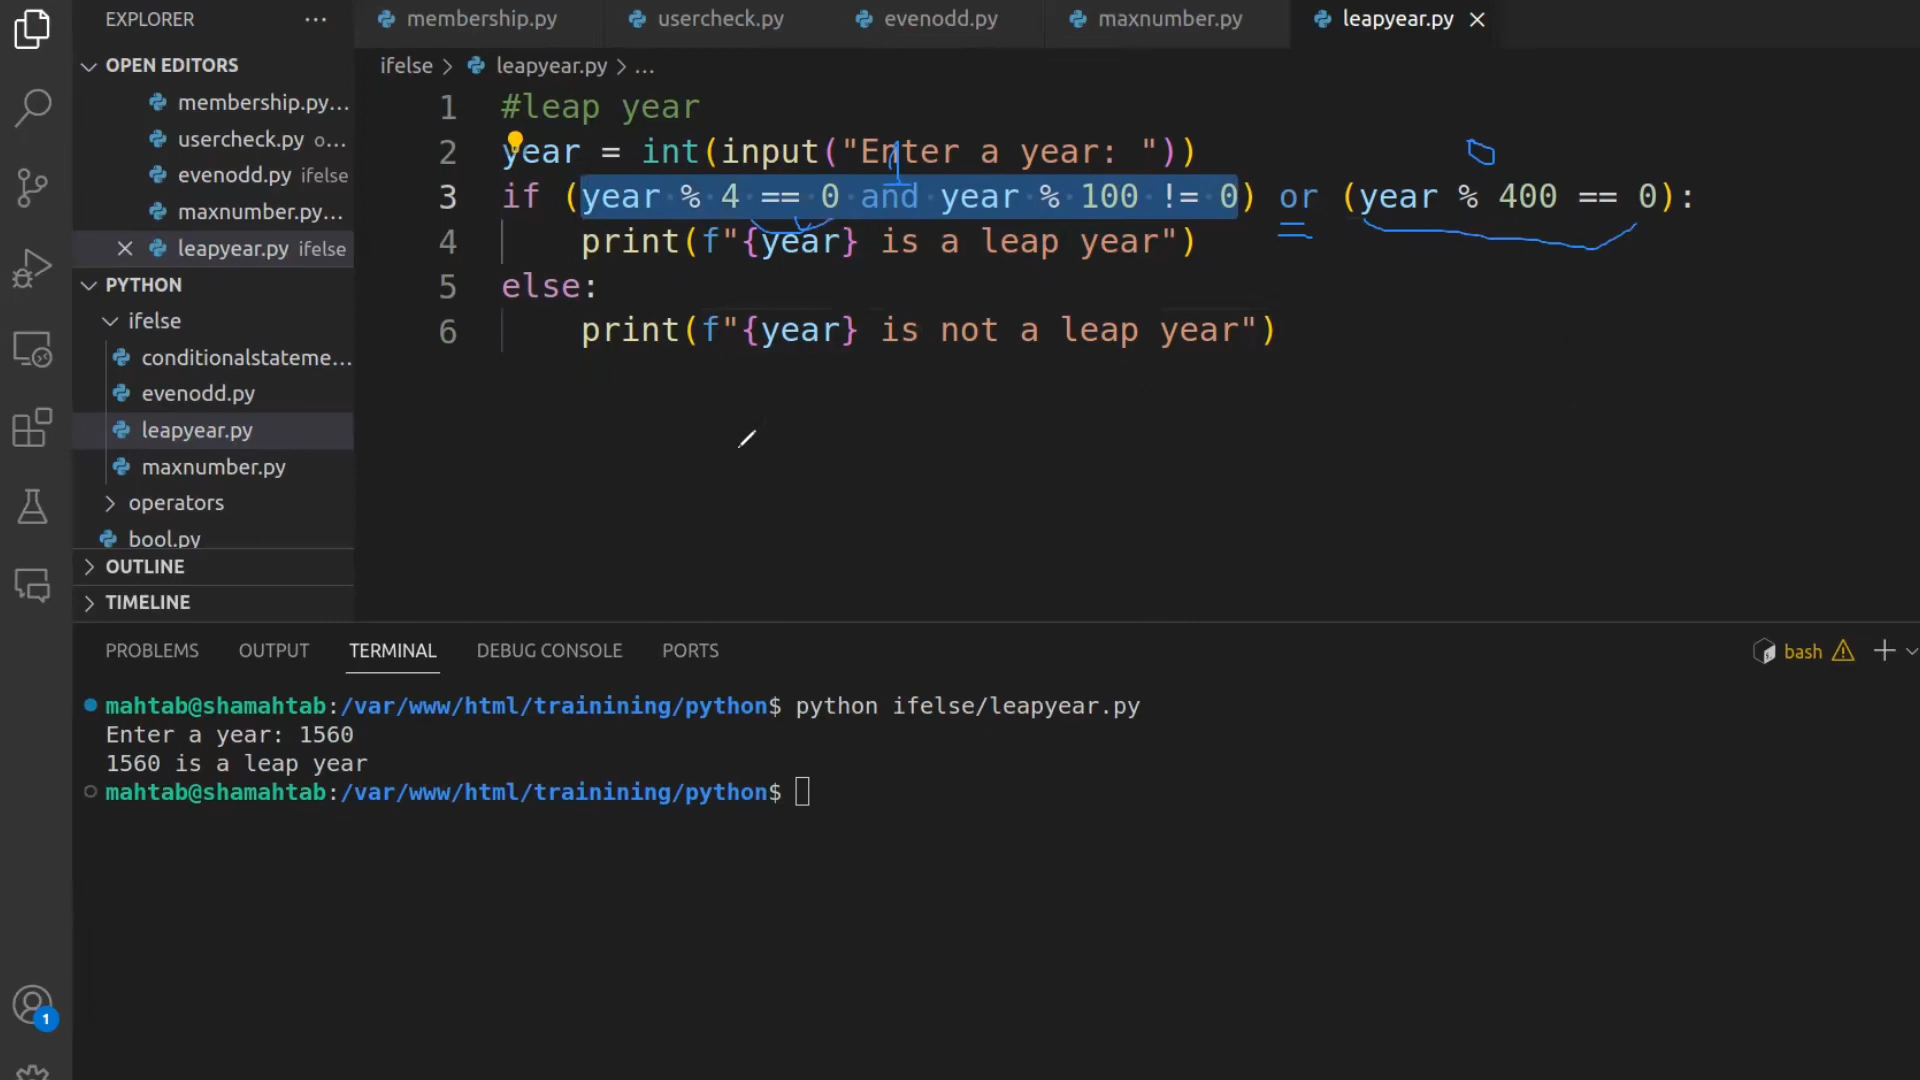 EXPLORER
OPEN EDITORS
membership.py...
usercheck.py o...
evenodd.py ifelse
maxnumber.py...
leapyear.py ifelse
PYTHON
ifelse
conditionalstateme...
evenodd.py
leapyear.py
maxnumber.py
operators
bool.py
OUTLINE
TIMELINE
1
membership.py usercheck.py evenodd.py maxnumber.py leapyear.py
ifelse > leapyear.py > ...
1 #leap year
2 year = int(input("Enter a year: "))
3 if (year % 4 == 0 and year % 100 != 0) or (year % 400 == 0):
4 print(f"{year} is a leap year")
5 else:
6 print(f"{year} is not a leap year")
PROBLEMS OUTPUT TERMINAL DEBUG CONSOLE PORTS bash
mahtab@shamahtab:/var/www/html/trainining/python$ python ifelse/leapyear.py
Enter a year: 1560
1560 is a leap year
mahtab@shamahtab:/var/www/html/trainining/python$